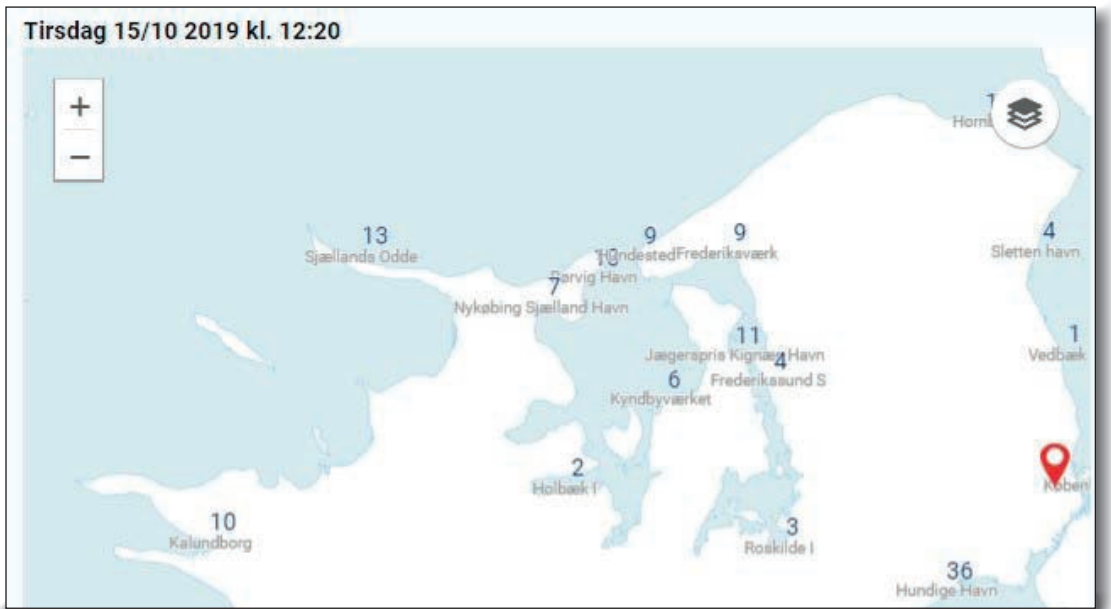 Tirsdag 15/10 2019 kl. 12:20
+
−
13
Sjællands Odde
9
Hundested
9
Frederiksværk
4
Sletten havn
7
Nykøbing Sjælland Havn
11
Jægerspris Kignæs Havn
4
Frederikssund S
1
Vedbæk
6
Kyndbyværket
2
Holbæk I
10
Kalundborg
3
Roskilde I
36
Hundige Havn